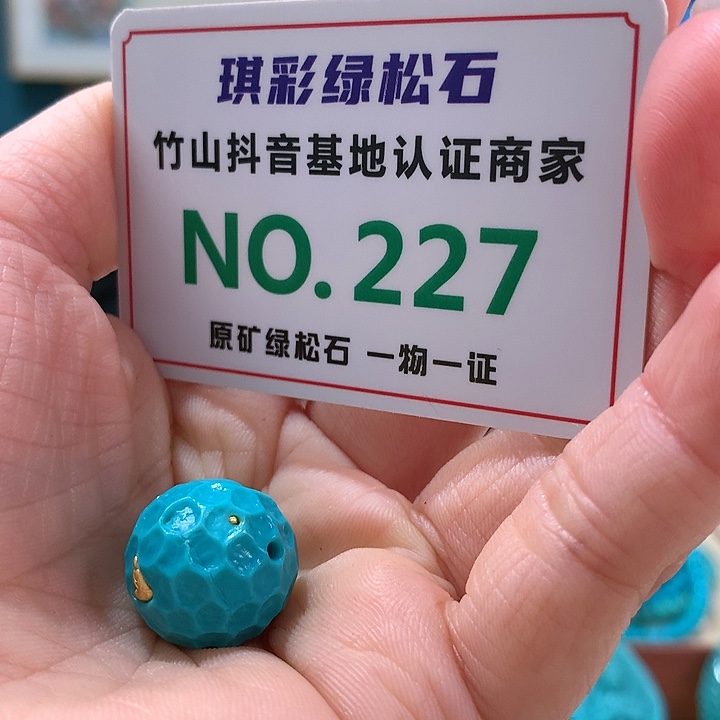 琪彩绿松石
竹山抖音基地认证商家
NO.227
原矿绿松石 一物一证